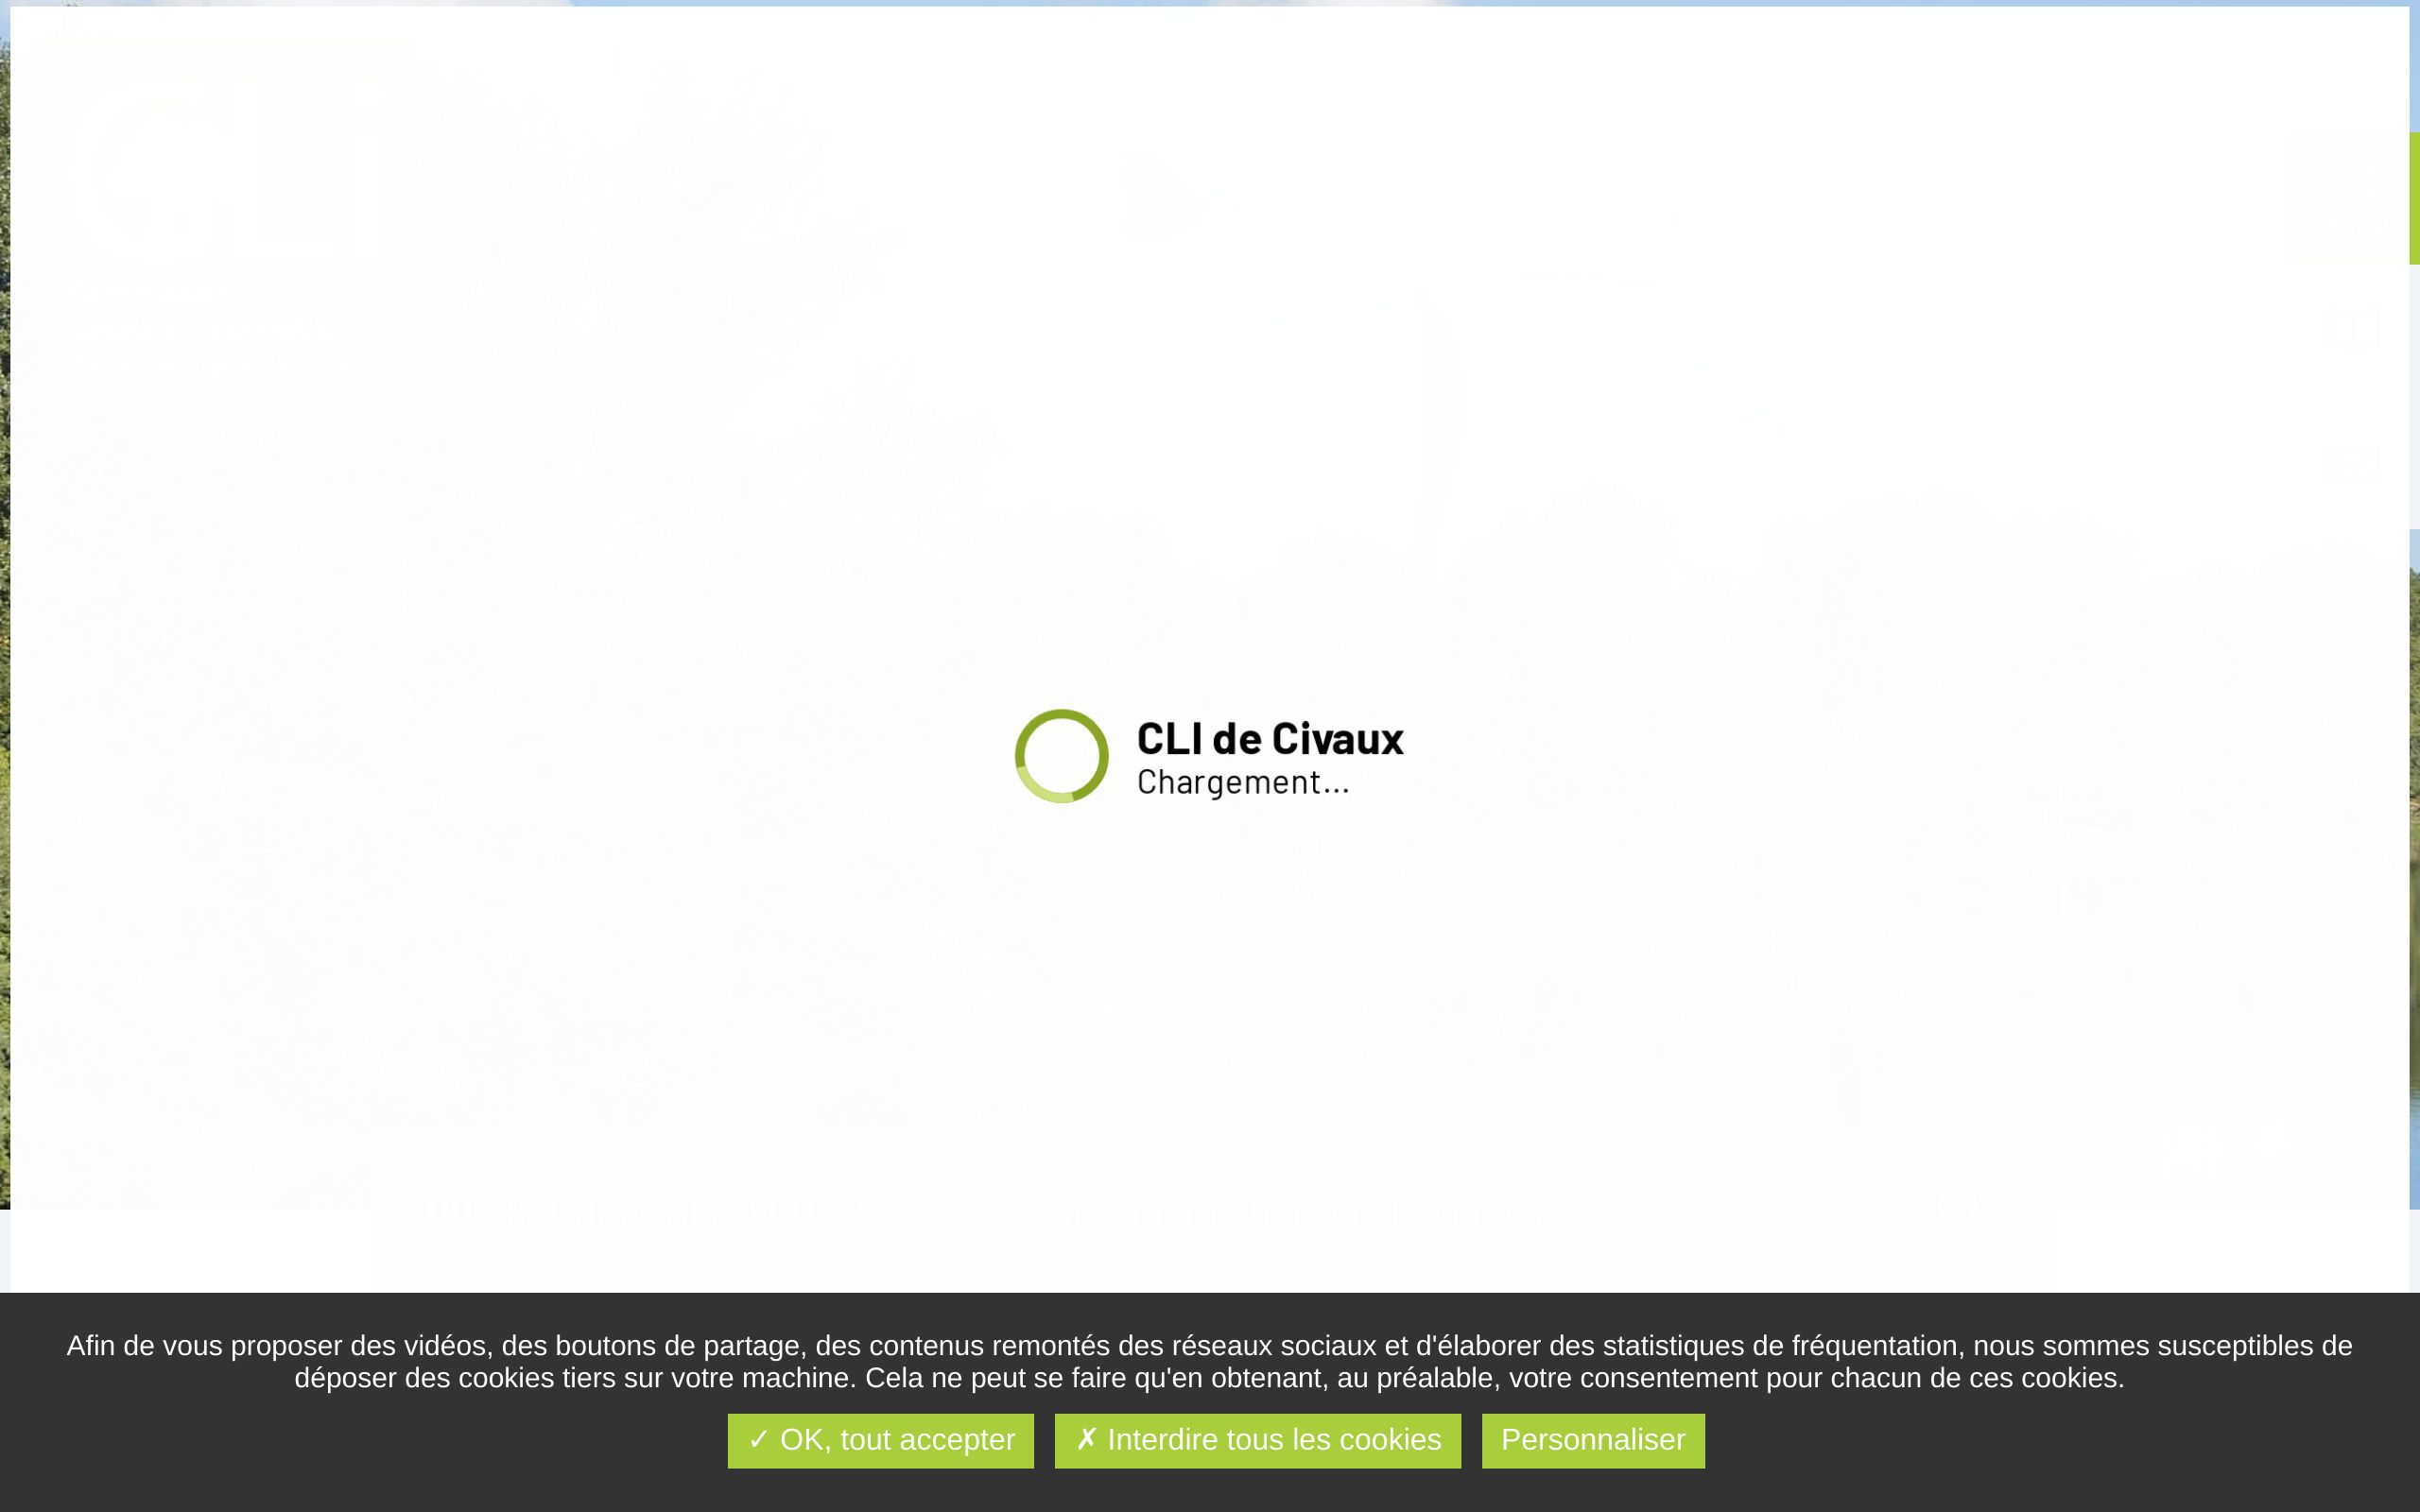 CLI de Civaux
Chargement...
Afin de vous proposer des vidéos, des boutons de partage, des contenus remontés des réseaux sociaux et d'élaborer des statistiques de fréquentation, nous sommes susceptibles de
déposer des cookies tiers sur votre machine. Cela ne peut se faire qu'en obtenant, au préalable, votre consentement pour chacun de ces cookies.
✓ OK, tout accepter
✗ Interdire tous les cookies
Personnaliser